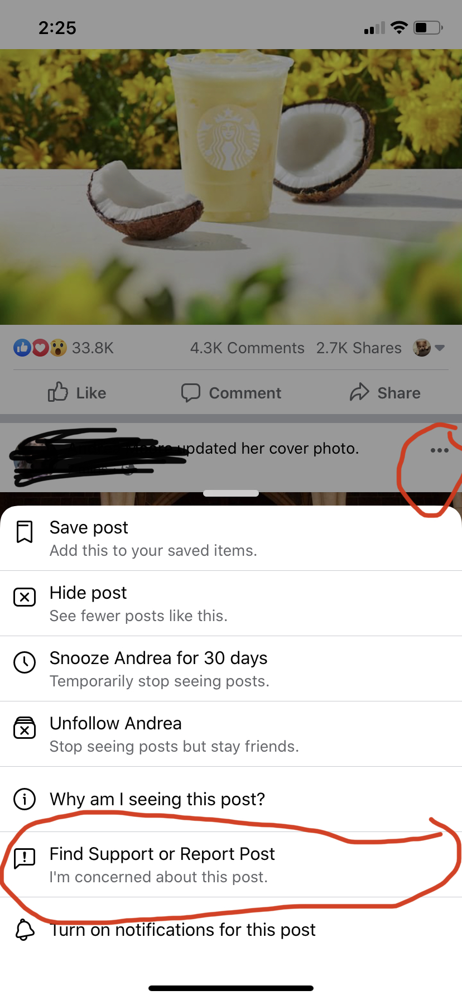 2:25
33.8K 4.3K Comments 2.7K Shares
Like Comment Share
updated her cover photo.
Save post
Add this to your saved items.
Hide post
See fewer posts like this.
Snooze Andrea for 30 days
Temporarily stop seeing posts.
Unfollow Andrea
Stop seeing posts but stay friends.
Why am I seeing this post?
Find Support or Report Post
I'm concerned about this post.
Turn on notifications for this post